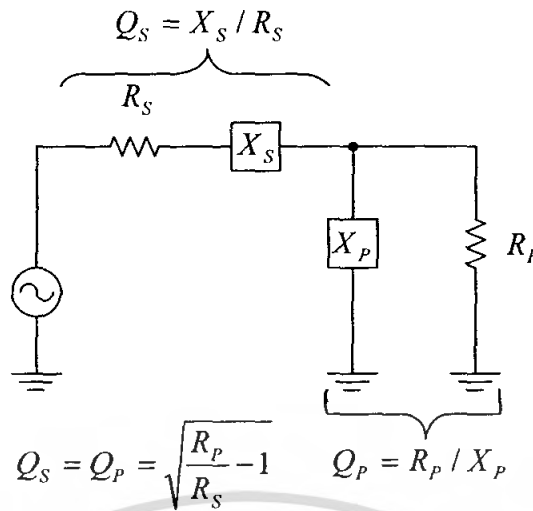 Q_S = X_S / R_S
R_S
X_S
X_P
R_P
Q_S = Q_P = √(R_P / R_S − 1)
Q_P = R_P / X_P